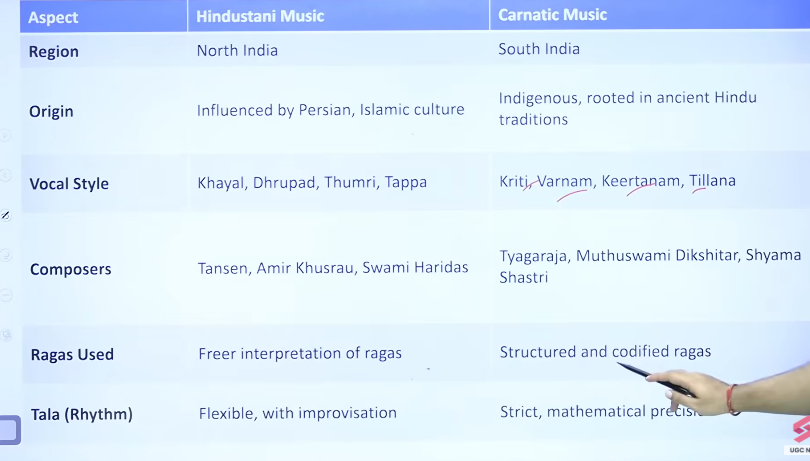 Aspect Hindustani Music Carnatic Music
Region North India South India
Origin Influenced by Persian, Islamic culture Indigenous, rooted in ancient Hindu
traditions
Vocal Style Khayal, Dhrupad, Thumri, Tappa Kriti, Varnam, Keertanam, Tillana
Composers Tansen, Amir Khusrau, Swami Haridas Tyagaraja, Muthuswami Dikshitar, Shyama
Shastri
Ragas Used Freer interpretation of ragas Structured and codified ragas
Tala (Rhythm) Flexible, with improvisation Strict, mathematical
UGC